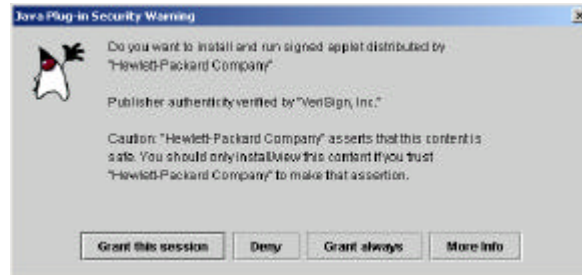 Java Plug-in Security Warning
Do you want to install and run signed applet distributed by
"Hewlett-Packard Company"
Publisher authenticity verified by "VeriSign, Inc."
Caution: "Hewlett-Packard Company" asserts that this content is
safe. You should only install/view this content if you trust
"Hewlett-Packard Company" to make that assertion.
Grant this session Deny Grant always More Info